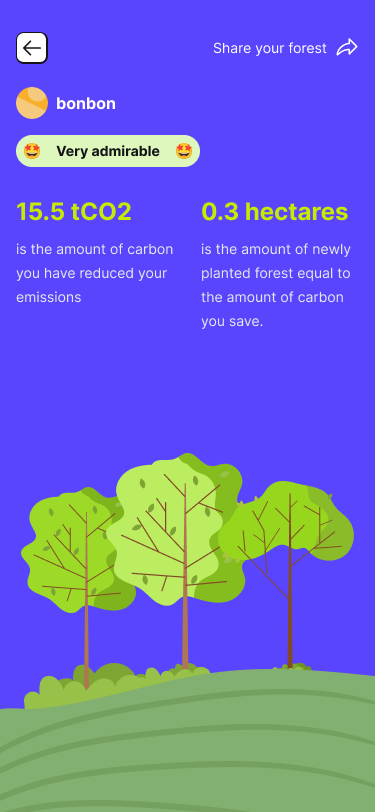 Share your forest
bonbon
🤩 Very admirable 🤩
15.5 tCO2
is the amount of carbon
you have reduced your
emissions
0.3 hectares
is the amount of newly
planted forest equal to
the amount of carbon
you save.